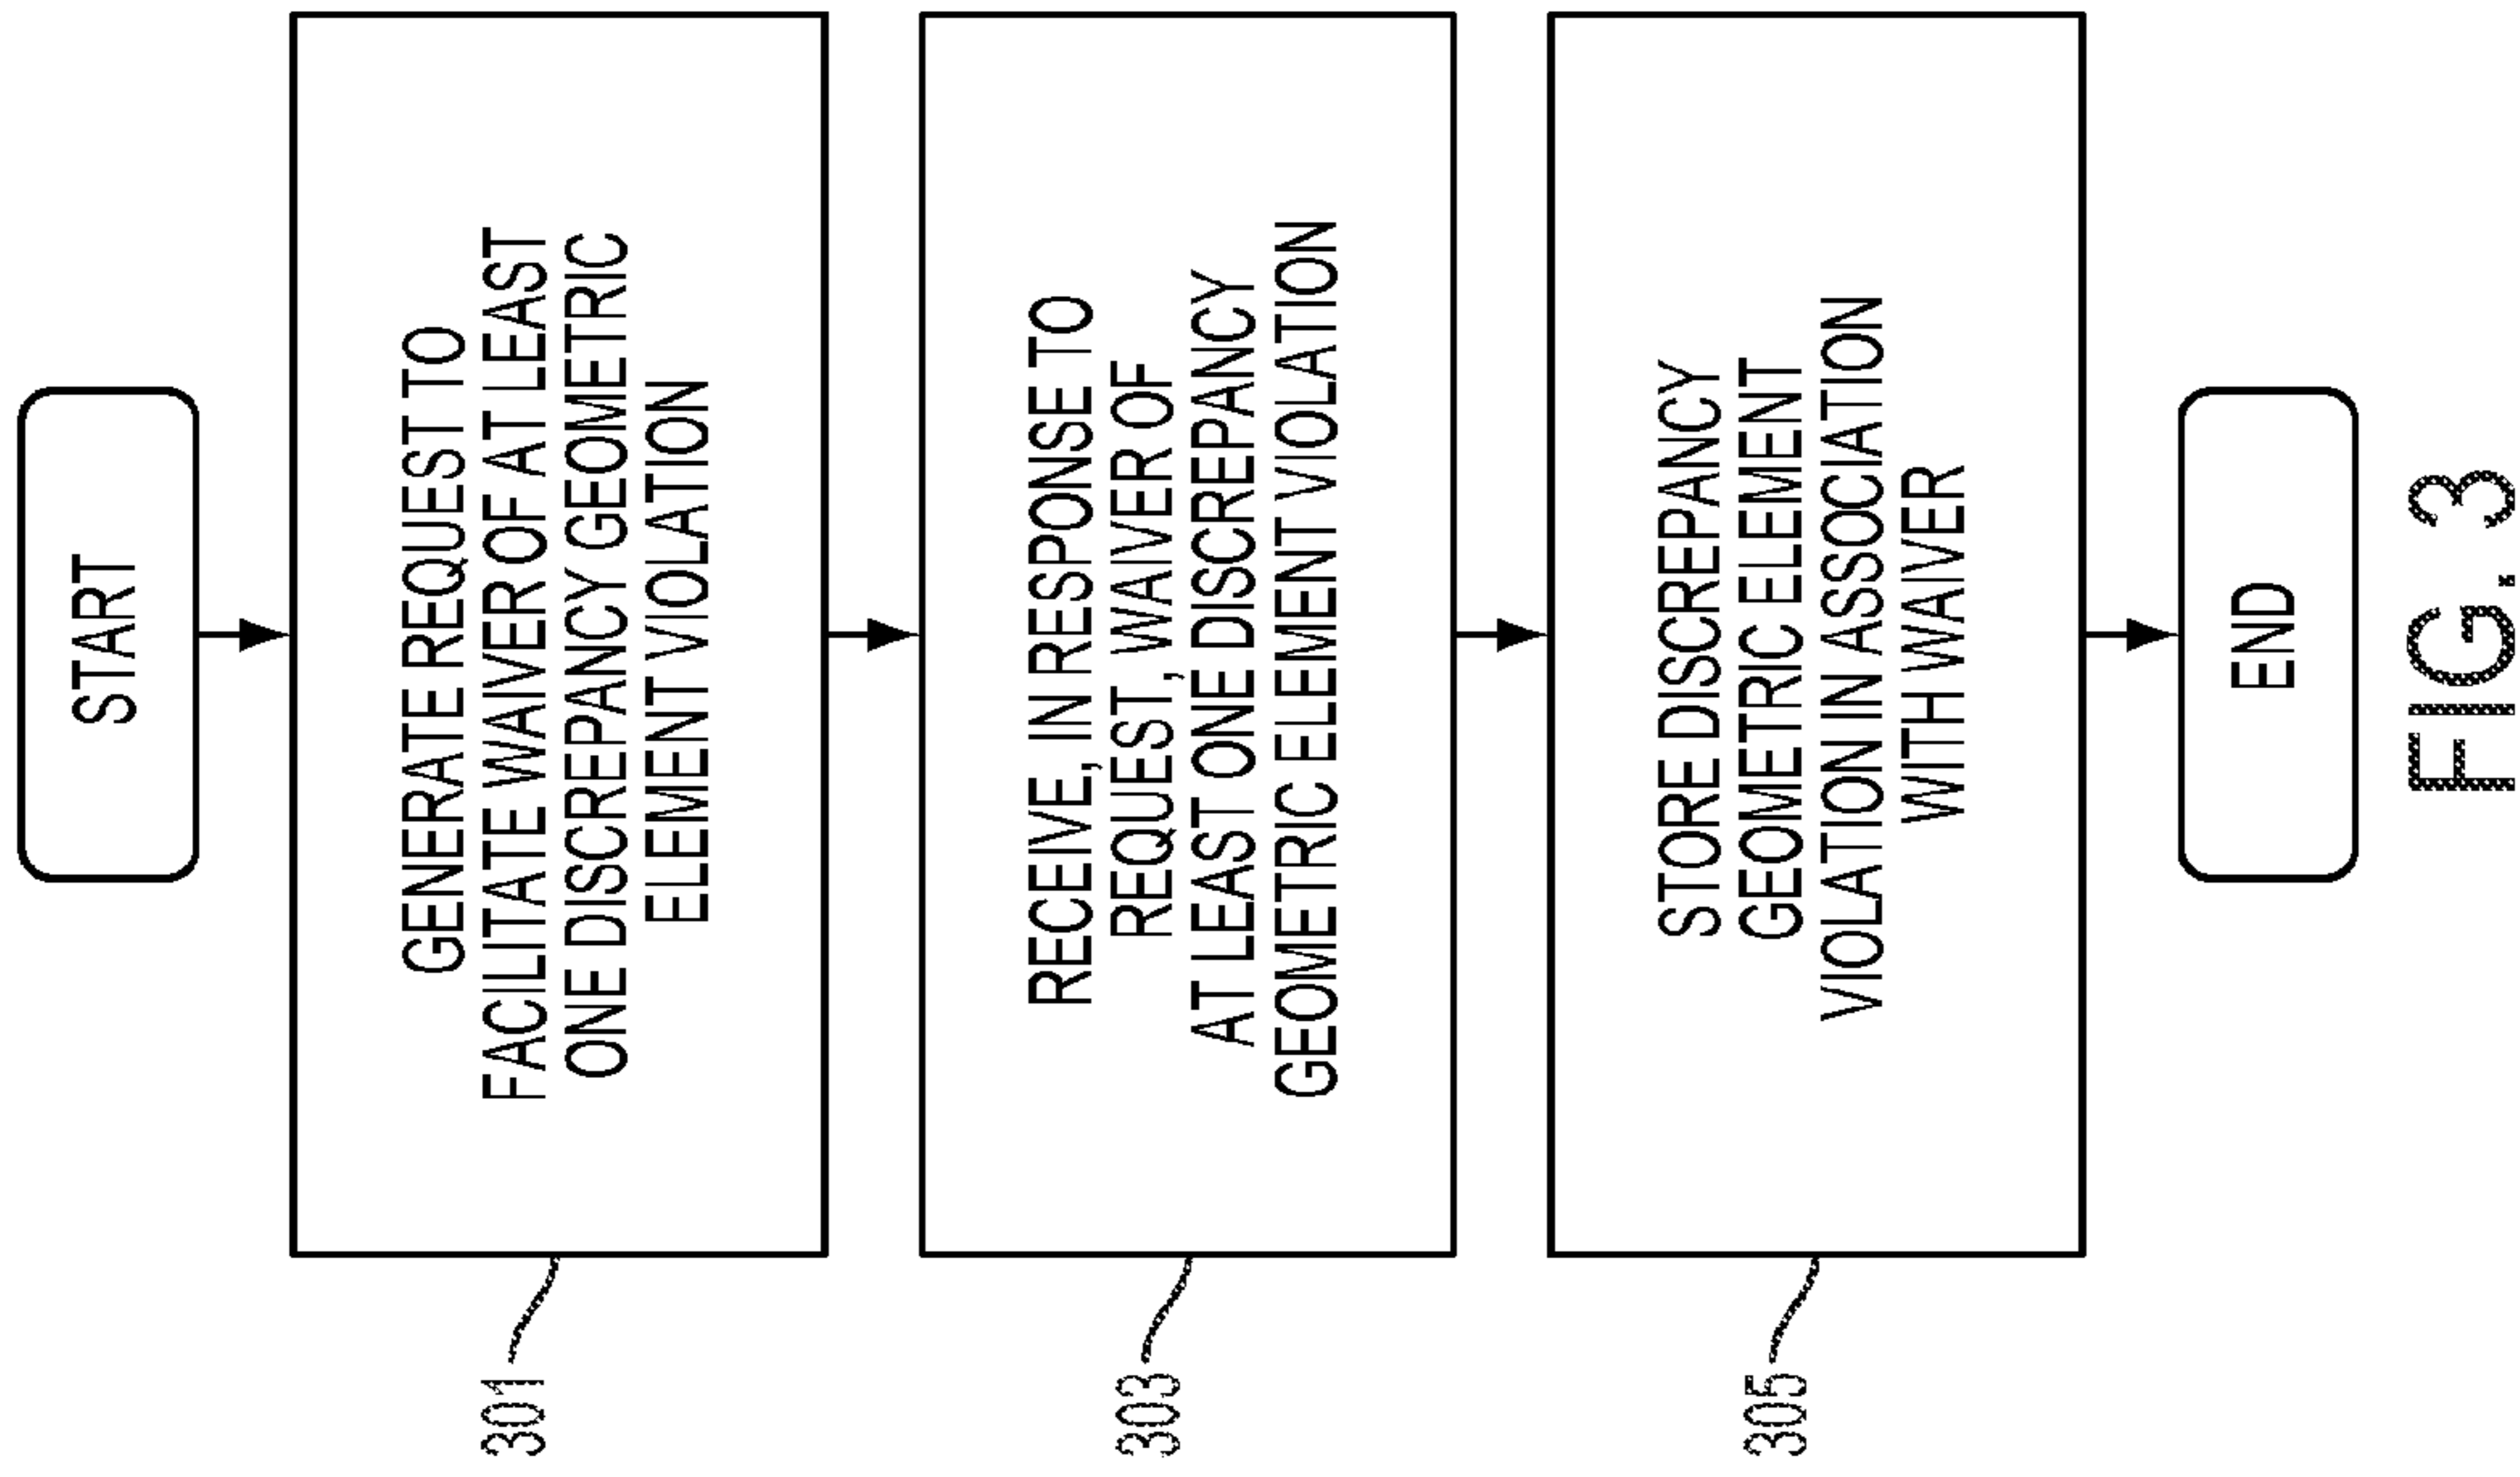 START
GENERATE REQUEST TO
FACILITATE WAIVER OF AT LEAST
ONE DISCREPANCY GEOMETRIC
ELEMENT VIOLATION
301
RECEIVE, IN RESPONSE TO
REQUEST, WAIVER OF
AT LEAST ONE DISCREPANCY
GEOMETRIC ELEMENT VIOLATION
303
STORE DISCREPANCY
GEOMETRIC ELEMENT
VIOLATION IN ASSOCIATION
WITH WAIVER
305
END
FIG. 3